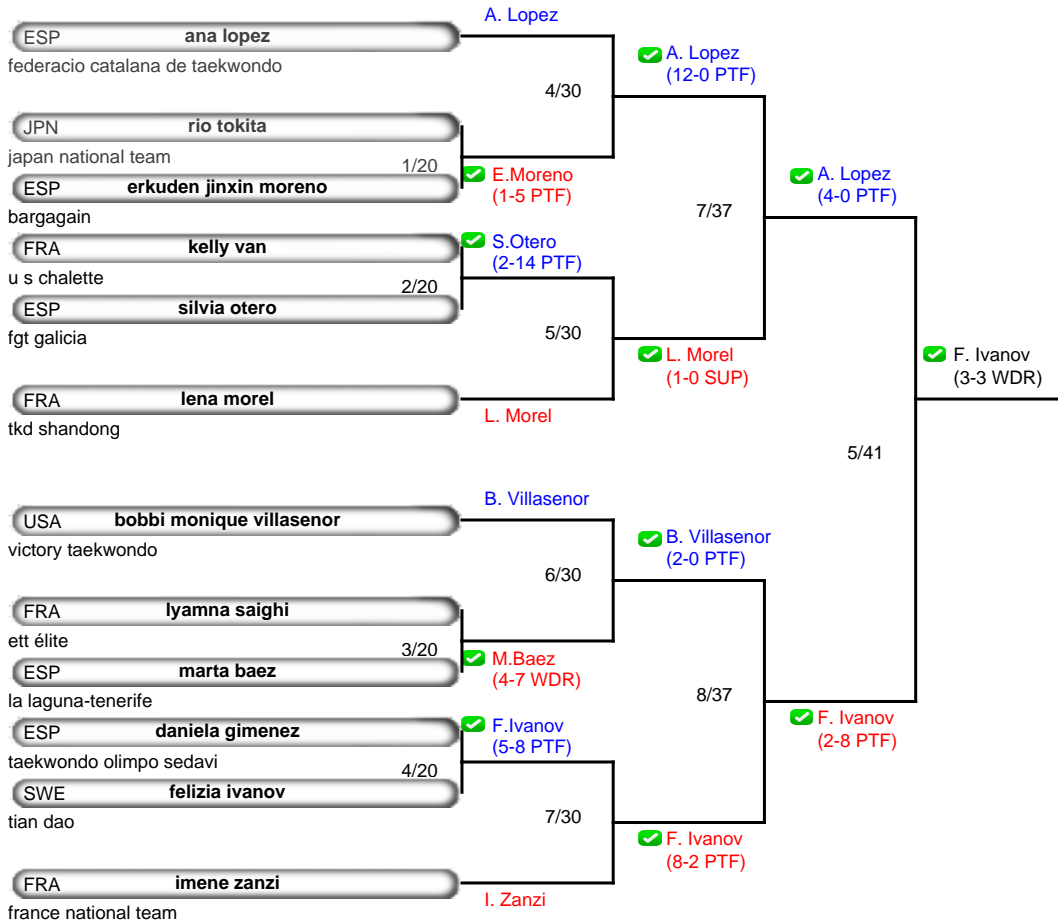 A. Lopez
ESP ana lopez
federacio catalana de taekwondo
A. Lopez
(12-0 PTF)
4/30
JPN rio tokita
japan national team
1/20
E.Moreno
(1-5 PTF)
ESP erkuden jinxin moreno
bargagain
A. Lopez
(4-0 PTF)
7/37
FRA kelly van
u s chalette
S.Otero
(2-14 PTF)
2/20
ESP silvia otero
fgt galicia
5/30
L. Morel
(1-0 SUP)
F. Ivanov
(3-3 WDR)
FRA lena morel
tkd shandong
L. Morel
5/41
B. Villasenor
USA bobbi monique villasenor
victory taekwondo
B. Villasenor
(2-0 PTF)
6/30
FRA lyamna saighi
ett élite
3/20
M.Baez
(4-7 WDR)
ESP marta baez
la laguna-tenerife
8/37
ESP daniela gimenez
taekwondo olimpo sedavi
F.Ivanov
(5-8 PTF)
F. Ivanov
(2-8 PTF)
4/20
SWE felizia ivanov
tian dao
7/30
F. Ivanov
(8-2 PTF)
FRA imene zanzi
france national team
I. Zanzi